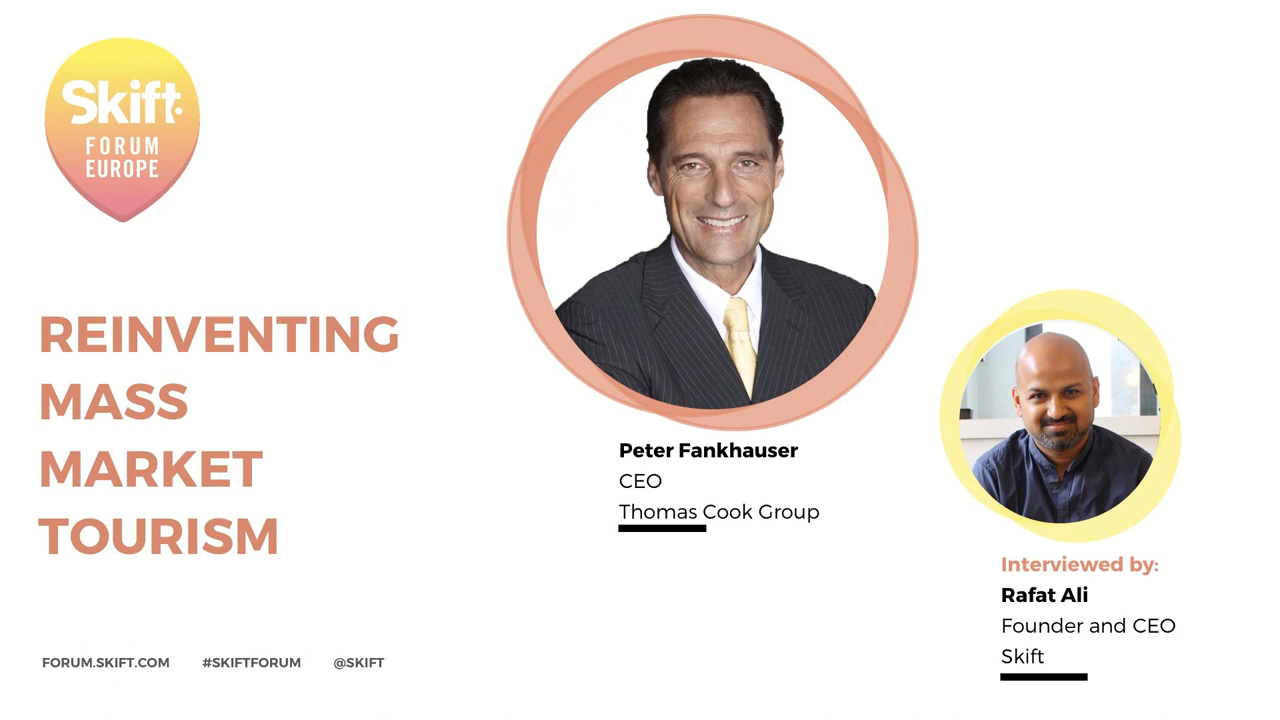 Skift
FORUM
EUROPE
REINVENTING
MASS
MARKET
TOURISM
Peter Fankhauser
CEO
Thomas Cook Group
Interviewed by:
Rafat Ali
Founder and CEO
Skift
FORUM.SKIFT.COM #SKIFTFORUM @SKIFT